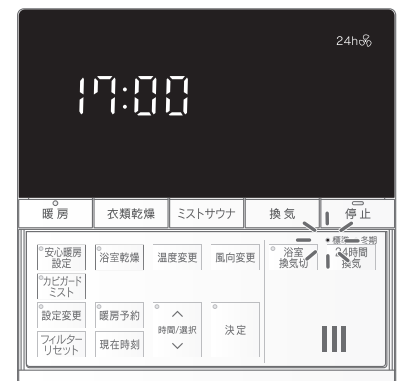 24h
17:00
暖房 衣類乾燥 ミストサウナ 換気 停止
標準 冬期
安心暖房 浴室乾燥 温度変更 風向変更 浴室 24時間
設定 換気切 換気
カビガード
ミスト
設定変更 暖房予約 時間/選択 決定
フィルター 現在時刻
リセット